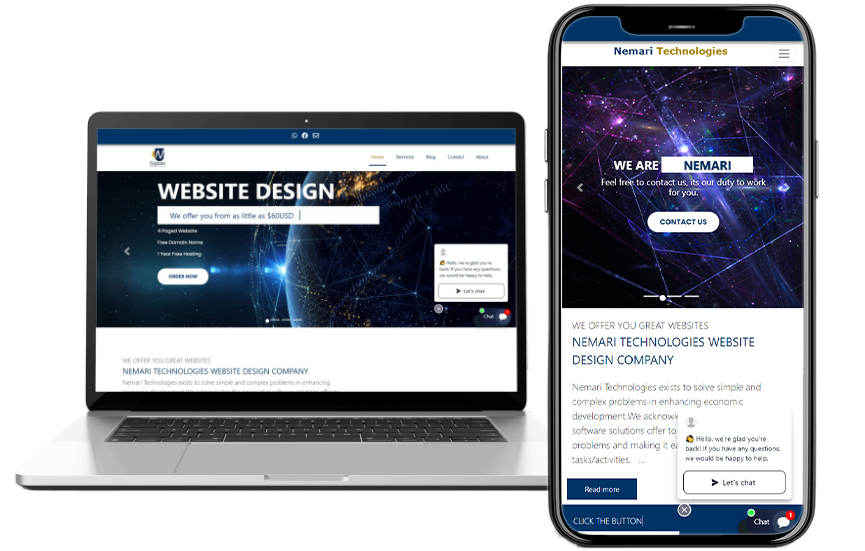 Nemari
Home
Services
Blog
Contact
About
WEBSITE DESIGN
We offer you from as little as $60USD
4 Paged Website
Free Domain Name
1 Year Free Hosting
ORDER NOW
Hello, we're glad you're
back! If you have any questions,
we would be happy to help.
Let's chat
Chat
WE OFFER YOU GREAT WEBSITES
NEMARI TECHNOLOGIES WEBSITE DESIGN COMPANY
Nemari Technologies exists to solve simple and complex problems in enhancing
Nemari Technologies
WE ARE NEMARI
Feel free to contact us, its our duty to work
for you.
CONTACT US
WE OFFER YOU GREAT WEBSITES
NEMARI TECHNOLOGIES WEBSITE
DESIGN COMPANY
Nemari Technologies exists to solve simple and
complex problems in enhancing economic
development.We acknowl
software solutions offer to
problems and making it ea
tasks/activities. ...
Hello, we're glad you're
back! If you have any questions,
we would be happy to help.
Let's chat
Read more
CLICK THE BUTTON
Chat
1